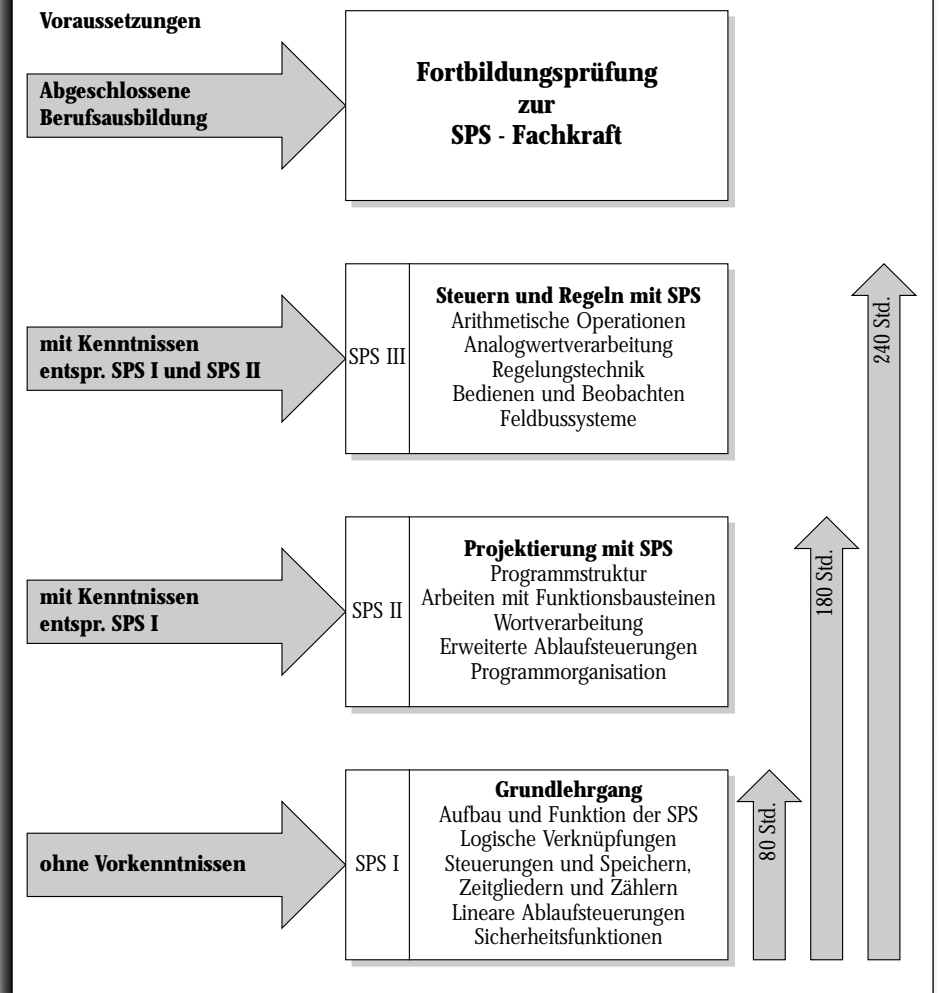 Voraussetzungen
Abgeschlossene
Berufsausbildung
Fortbildungsprüfung
zur
SPS - Fachkraft
mit Kenntnissen
entspr. SPS I und SPS II
SPS III
Steuern und Regeln mit SPS
Arithmetische Operationen
Analogwertverarbeitung
Regelungstechnik
Bedienen und Beobachten
Feldbussysteme
240 Std.
mit Kenntnissen
entspr. SPS I
SPS II
Projektierung mit SPS
Programmstruktur
Arbeiten mit Funktionsbausteinen
Wortverarbeitung
Erweiterte Ablaufsteuerungen
Programmorganisation
180 Std.
ohne Vorkenntnissen
SPS I
Grundlehrgang
Aufbau und Funktion der SPS
Logische Verknüpfungen
Steuerungen und Speichern,
Zeitgliedern und Zählern
Lineare Ablaufsteuerungen
Sicherheitsfunktionen
80 Std.